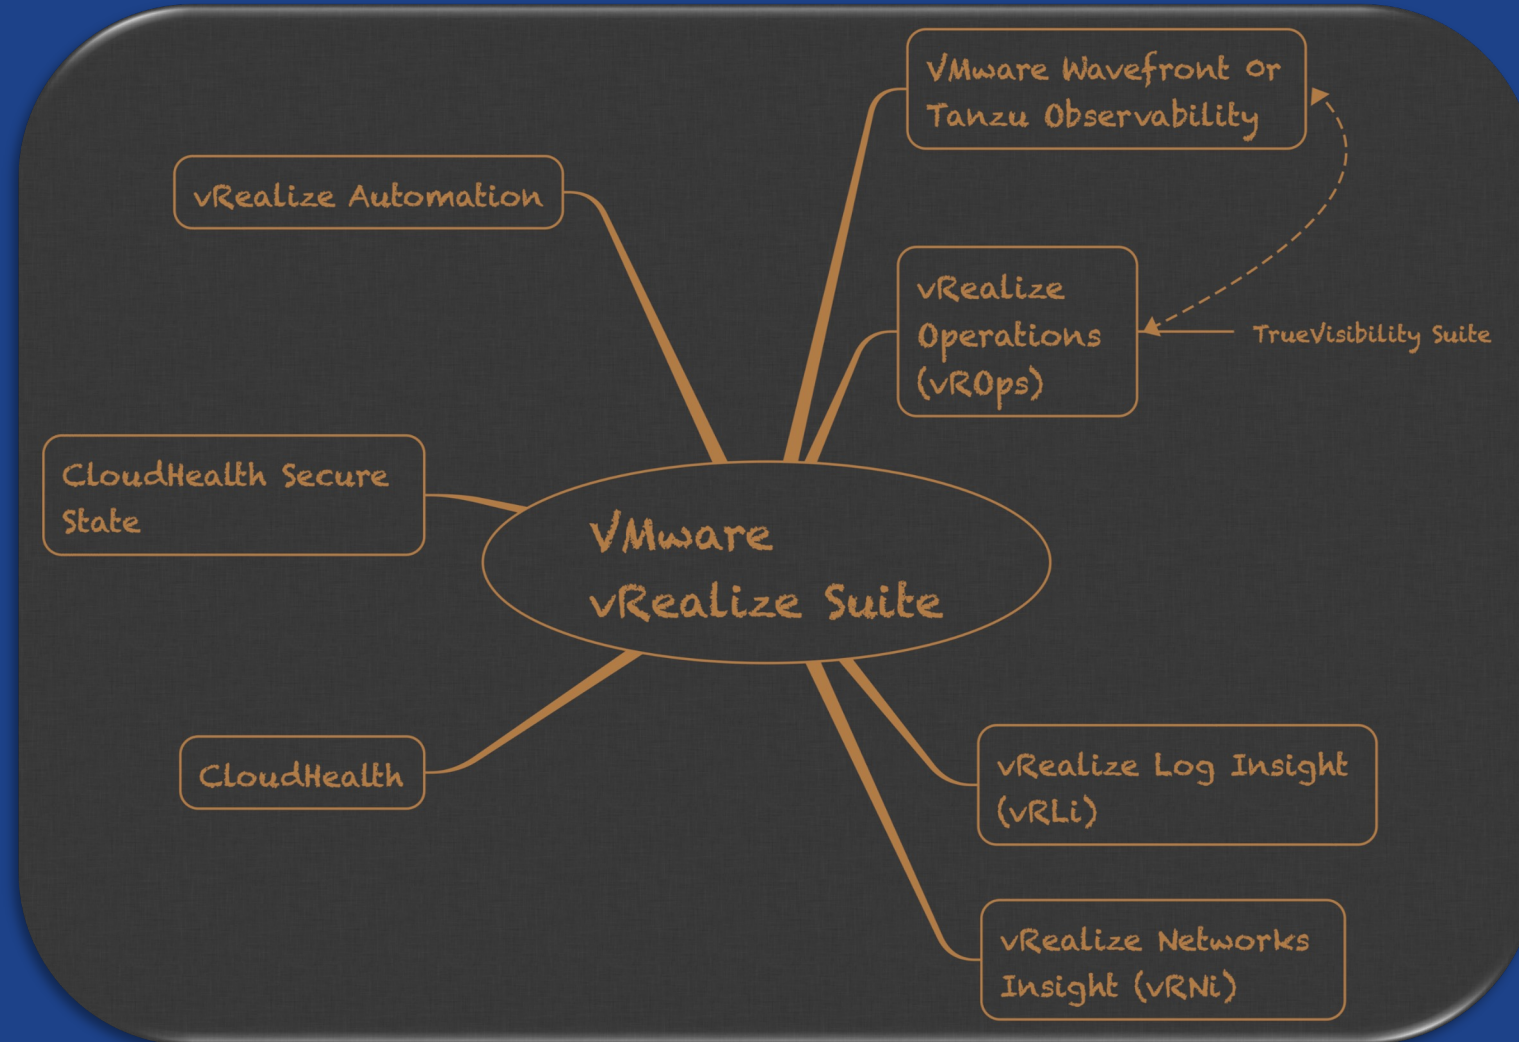 VMware Wavefront or
Tanzu Observability
vRealize Automation
vRealize
Operations
(vROps)
TrueVisibility Suite
CloudHealth Secure
State
VMware
vRealize Suite
CloudHealth
vRealize Log Insight
(vRLi)
vRealize Networks
Insight (vRNi)